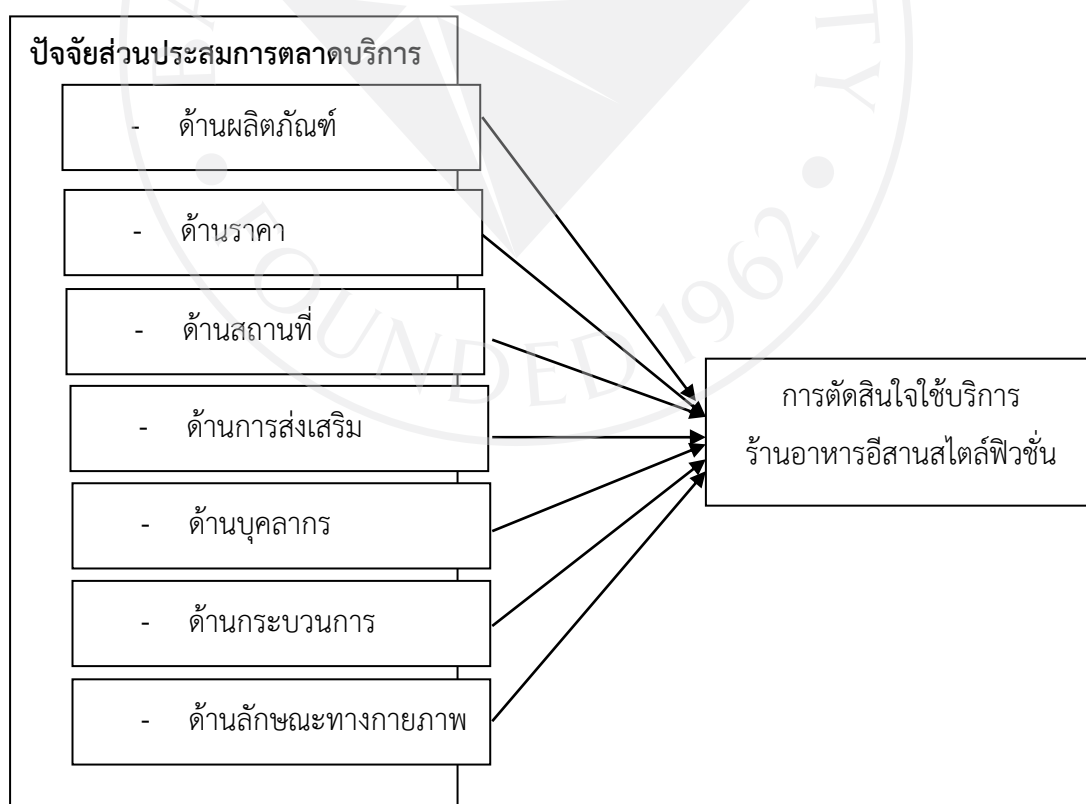 ปัจจัยส่วนประสมการตลาดบริการ
- ด้านผลิตภัณฑ์
- ด้านราคา
- ด้านสถานที่
- ด้านการส่งเสริม
- ด้านบุคลากร
- ด้านกระบวนการ
- ด้านลักษณะทางกายภาพ
การตัดสินใจใช้บริการ
ร้านอาหารอีสานสไตล์ฟิวชั่น
FOUNDED 1962